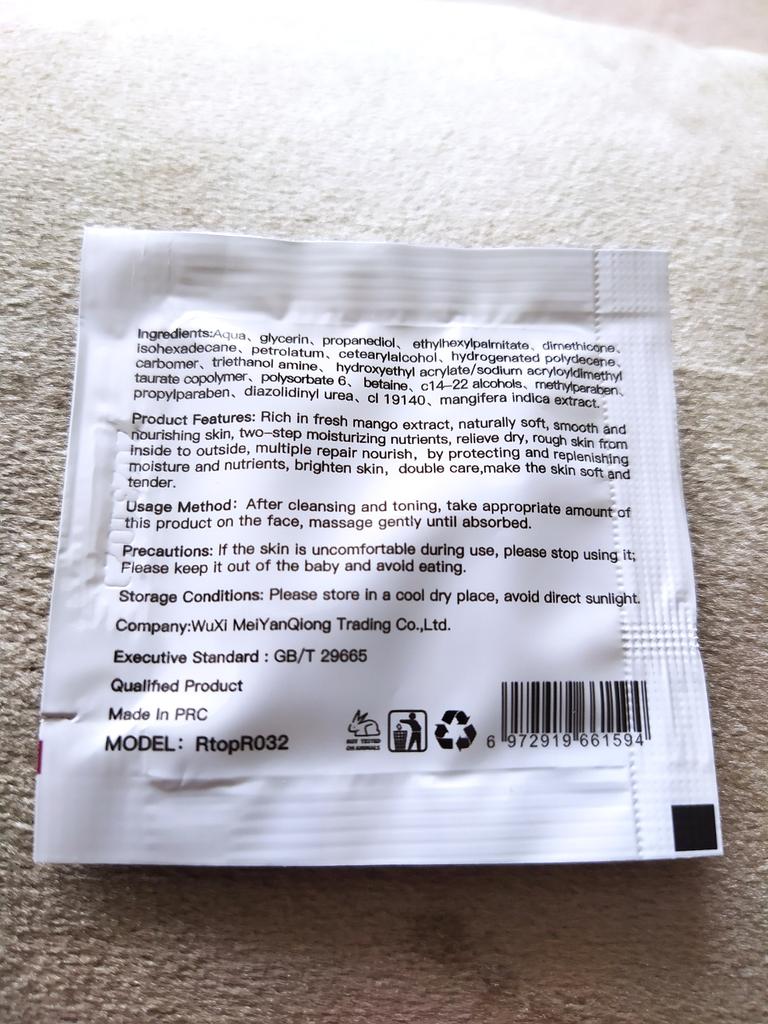 Ingredients:Aqua、glycerin、propanediol、ethylhexylpalmitate、dimethicone、
isohexadecane、petrolatum、cetearylalcohol、hydrogenated polydecene、
carbomer、triethanol amine、hydroxyethyl acrylate/sodium acryloyldimethyl
taurate copolymer、polysorbate 6、betaine、c14-22 alcohols、methylparaben、
propylparaben、diazolidinyl urea、cl 19140、mangifera indica extract.
Product Features: Rich in fresh mango extract, naturally soft, smooth and
nourishing skin, two-step moisturizing nutrients, relieve dry, rough skin from
inside to outside, multiple repair nourish, by protecting and replenishing
moisture and nutrients, brighten skin, double care,make the skin soft and
tender.
Usage Method: After cleansing and toning, take appropriate amount of
this product on the face, massage gently until absorbed.
Precautions: If the skin is uncomfortable during use, please stop using it;
Please keep it out of the baby and avoid eating.
Storage Conditions: Please store in a cool dry place, avoid direct sunlight.
Company:WuXi MeiYanQiong Trading Co.,Ltd.
Executive Standard : GB/T 29665
Qualified Product
Made In PRC
MODEL: RtopR032
NOT TESTED
ON ANIMALS
6 972919 661594